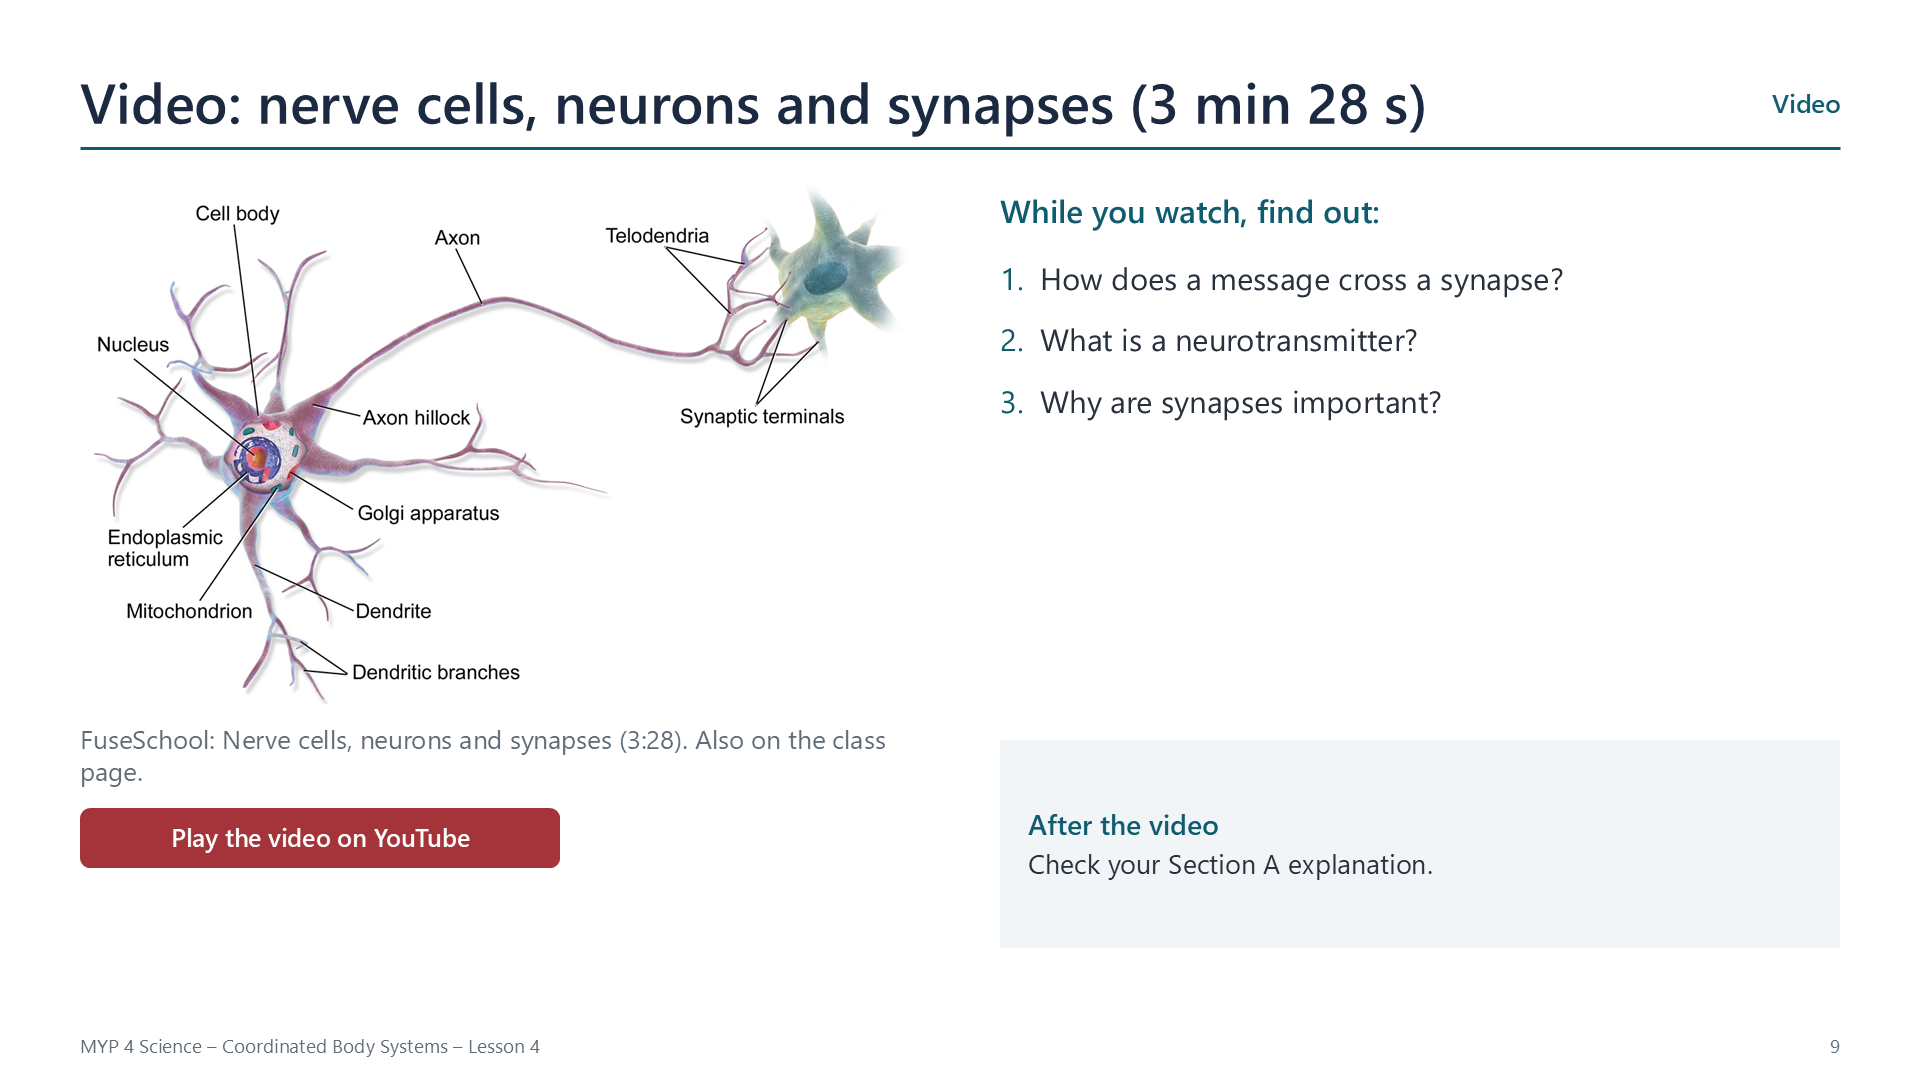 Video: nerve cells, neurons and synapses (3 min 28 s)
Video
Cell body
Axon
Telodendria
Nucleus
Axon hillock
Synaptic terminals
Golgi apparatus
Endoplasmic
reticulum
Mitochondrion
Dendrite
Dendritic branches
FuseSchool: Nerve cells, neurons and synapses (3:28). Also on the class
page.
Play the video on YouTube
While you watch, find out:
1. How does a message cross a synapse?
2. What is a neurotransmitter?
3. Why are synapses important?
After the video
Check your Section A explanation.
MYP 4 Science – Coordinated Body Systems – Lesson 4
9